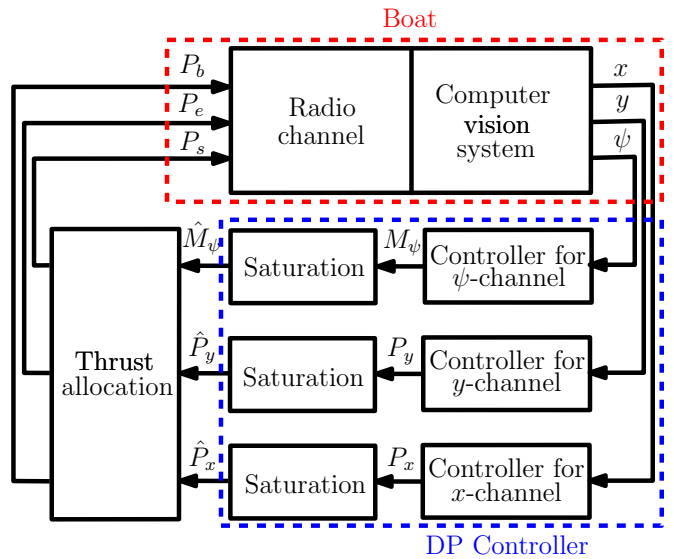 Boat
P_b
P_e
P_s
Radio
channel
Computer
vision
system
x
y
ψ
M̂_ψ
Saturation
M_ψ
Controller for
ψ-channel
Thrust
allocation
P̂_y
Saturation
P_y
Controller for
y-channel
P̂_x
Saturation
P_x
Controller for
x-channel
DP Controller